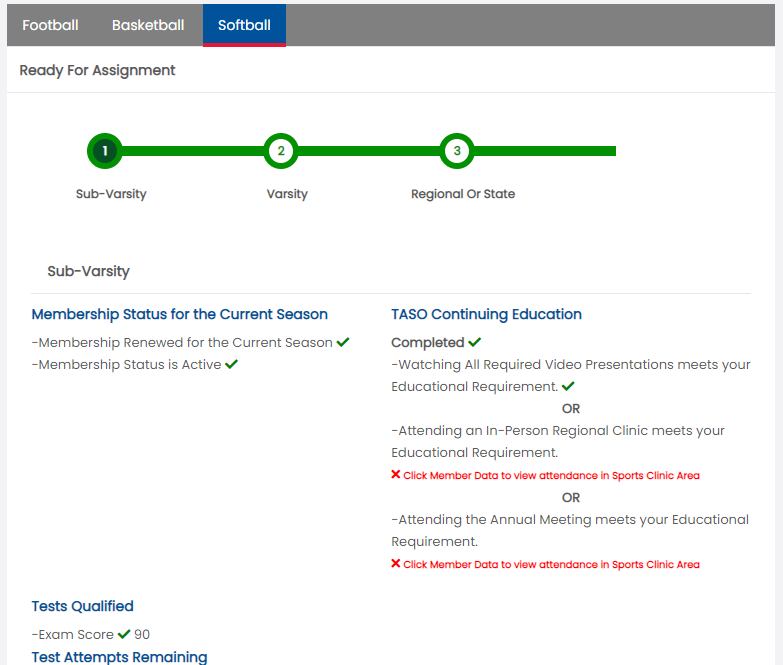 Football Basketball Softball
Ready For Assignment
1 2 3
Sub-Varsity Varsity Regional Or State
Sub-Varsity
Membership Status for the Current Season
-Membership Renewed for the Current Season
-Membership Status is Active
TASO Continuing Education
Completed
-Watching All Required Video Presentations meets your
Educational Requirement.
OR
-Attending an In-Person Regional Clinic meets your
Educational Requirement.
Click Member Data to view attendance in Sports Clinic Area
OR
-Attending the Annual Meeting meets your Educational
Requirement.
Click Member Data to view attendance in Sports Clinic Area
Tests Qualified
-Exam Score 90
Test Attempts Remaining